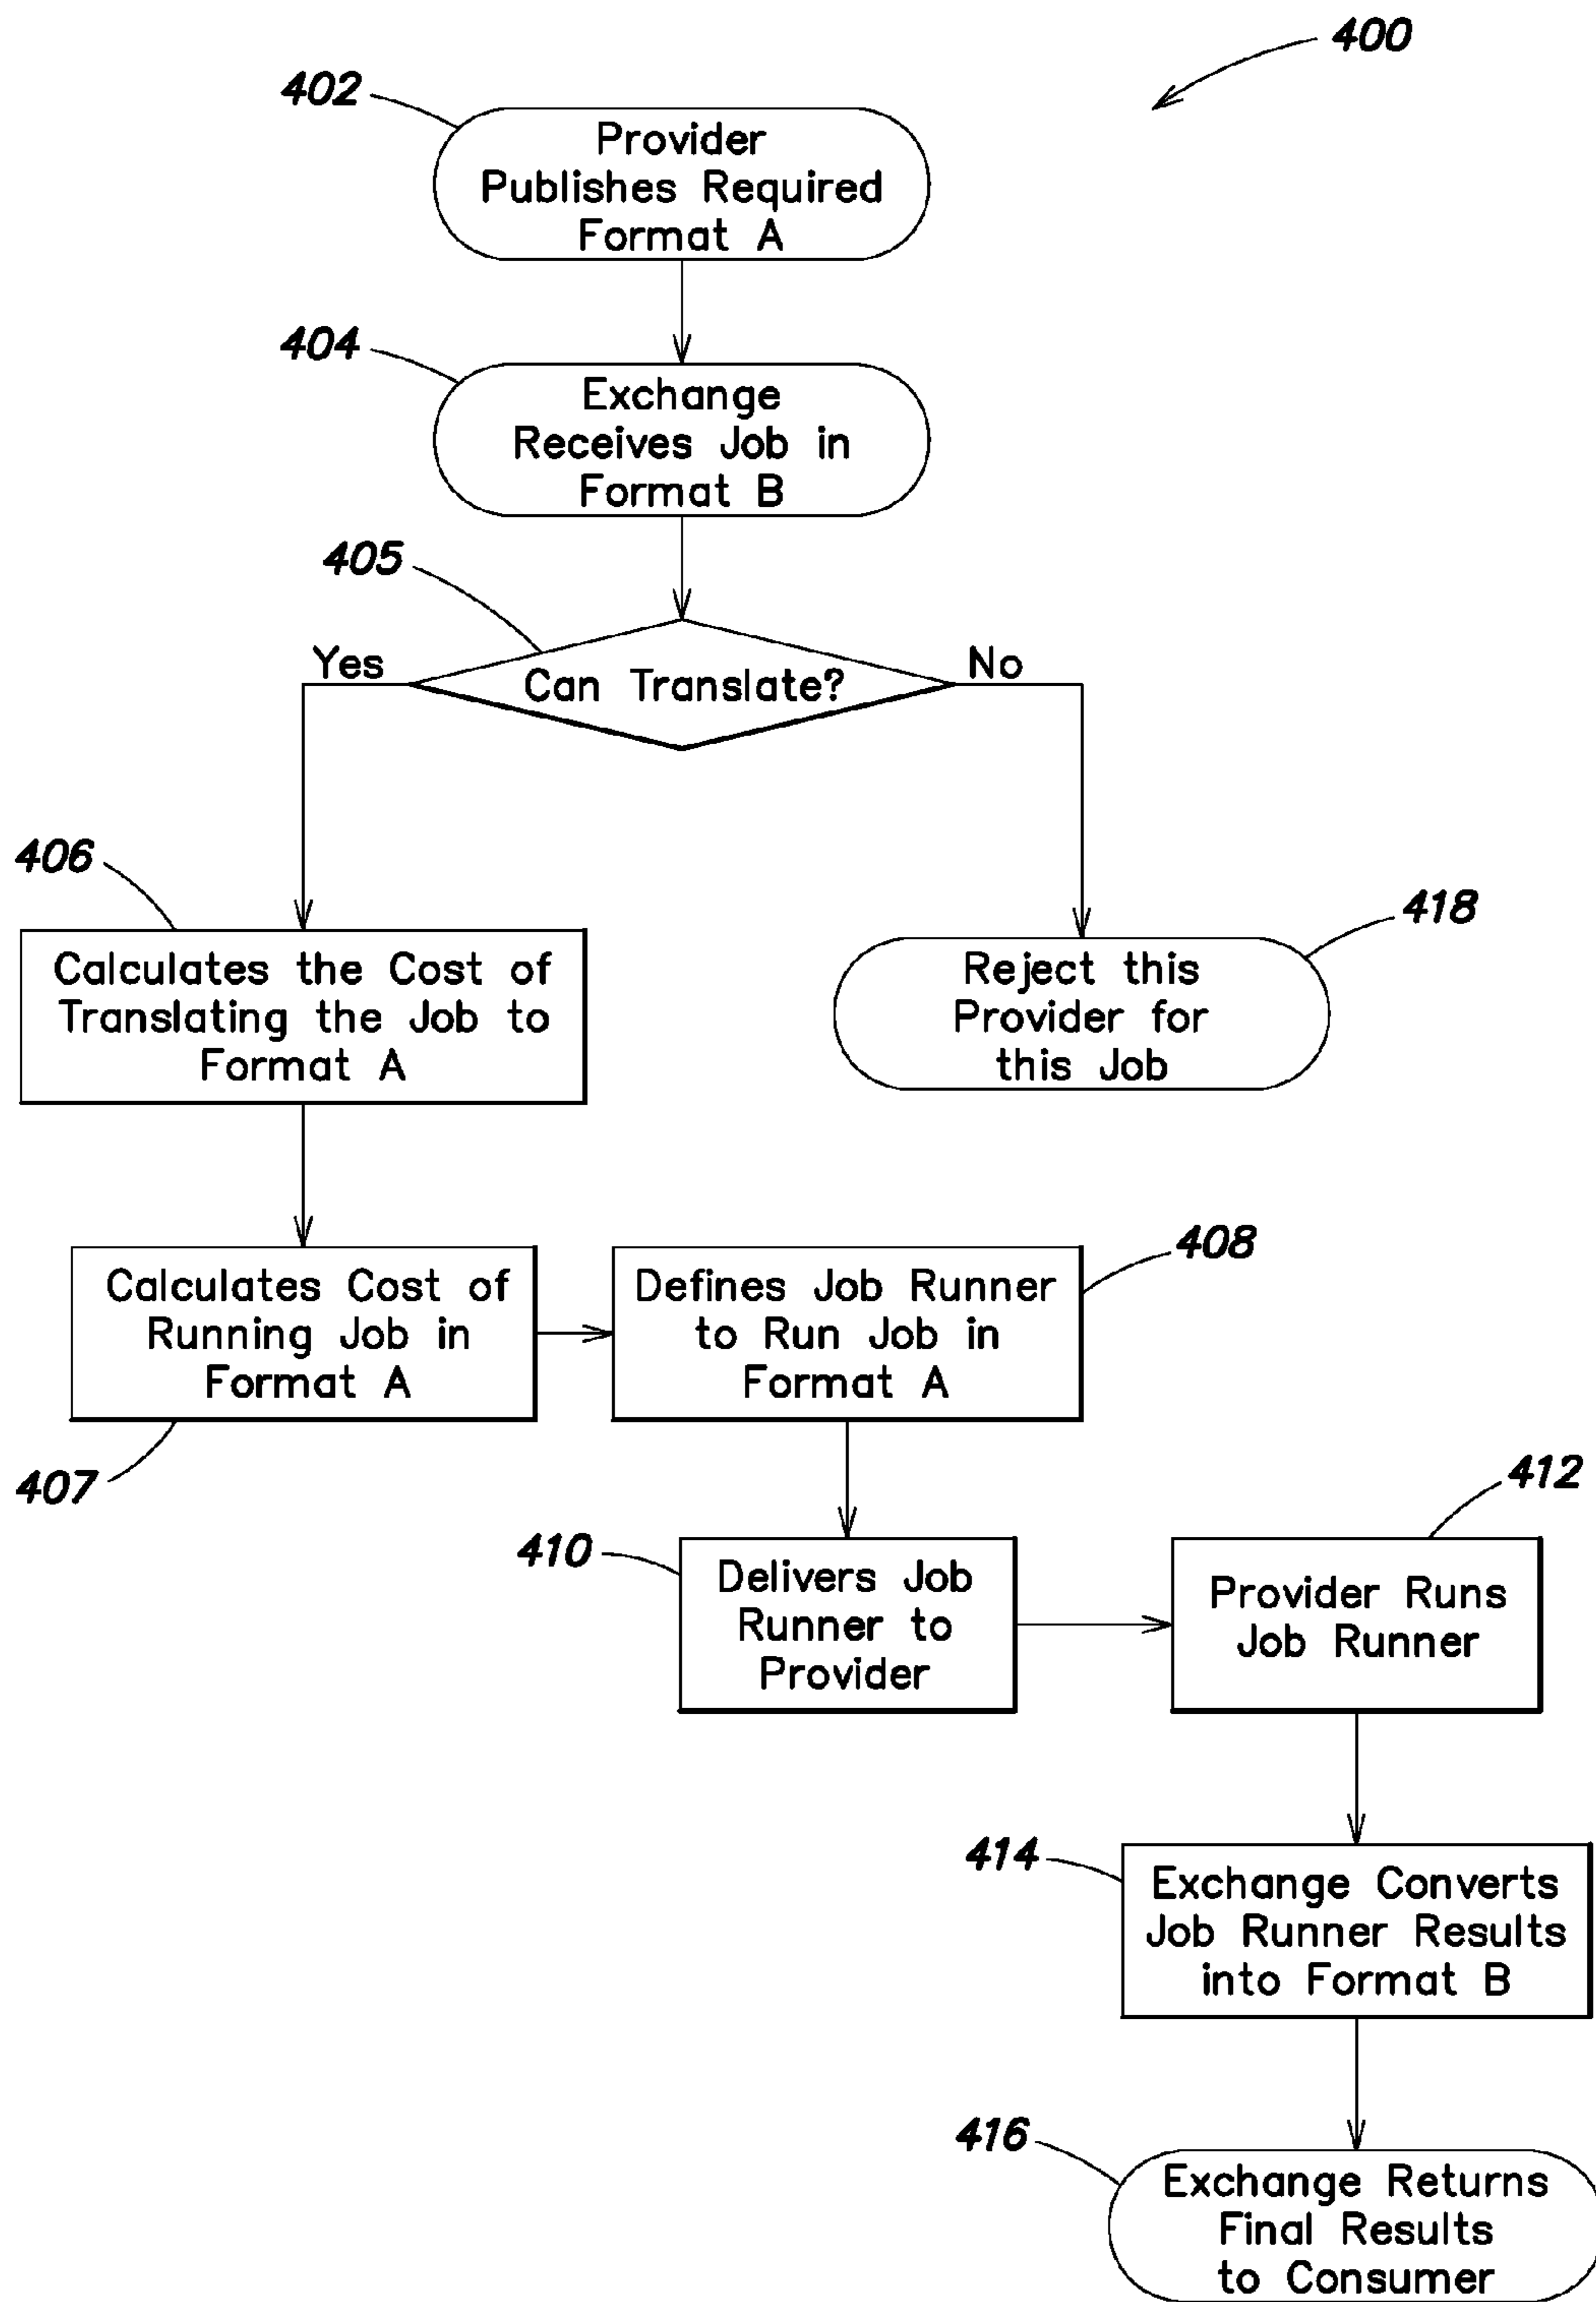 400
402
Provider
Publishes Required
Format A
404
Exchange
Receives Job in
Format B
405
Yes
Can Translate?
No
406
Calculates the Cost of
Translating the Job to
Format A
418
Reject this
Provider for
this Job
Calculates Cost of
Running Job in
Format A
407
408
Defines Job Runner
to Run Job in
Format A
410
Delivers Job
Runner to
Provider
412
Provider Runs
Job Runner
414
Exchange Converts
Job Runner Results
into Format B
416
Exchange Returns
Final Results
to Consumer